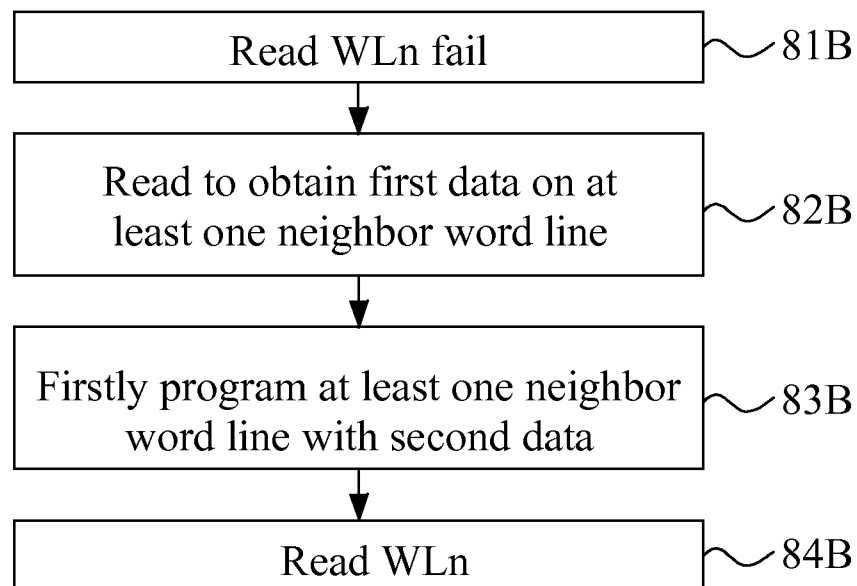 Read WLn fail
81B
Read to obtain first data on at
least one neighbor word line
82B
Firstly program at least one neighbor
word line with second data
83B
Read WLn
84B